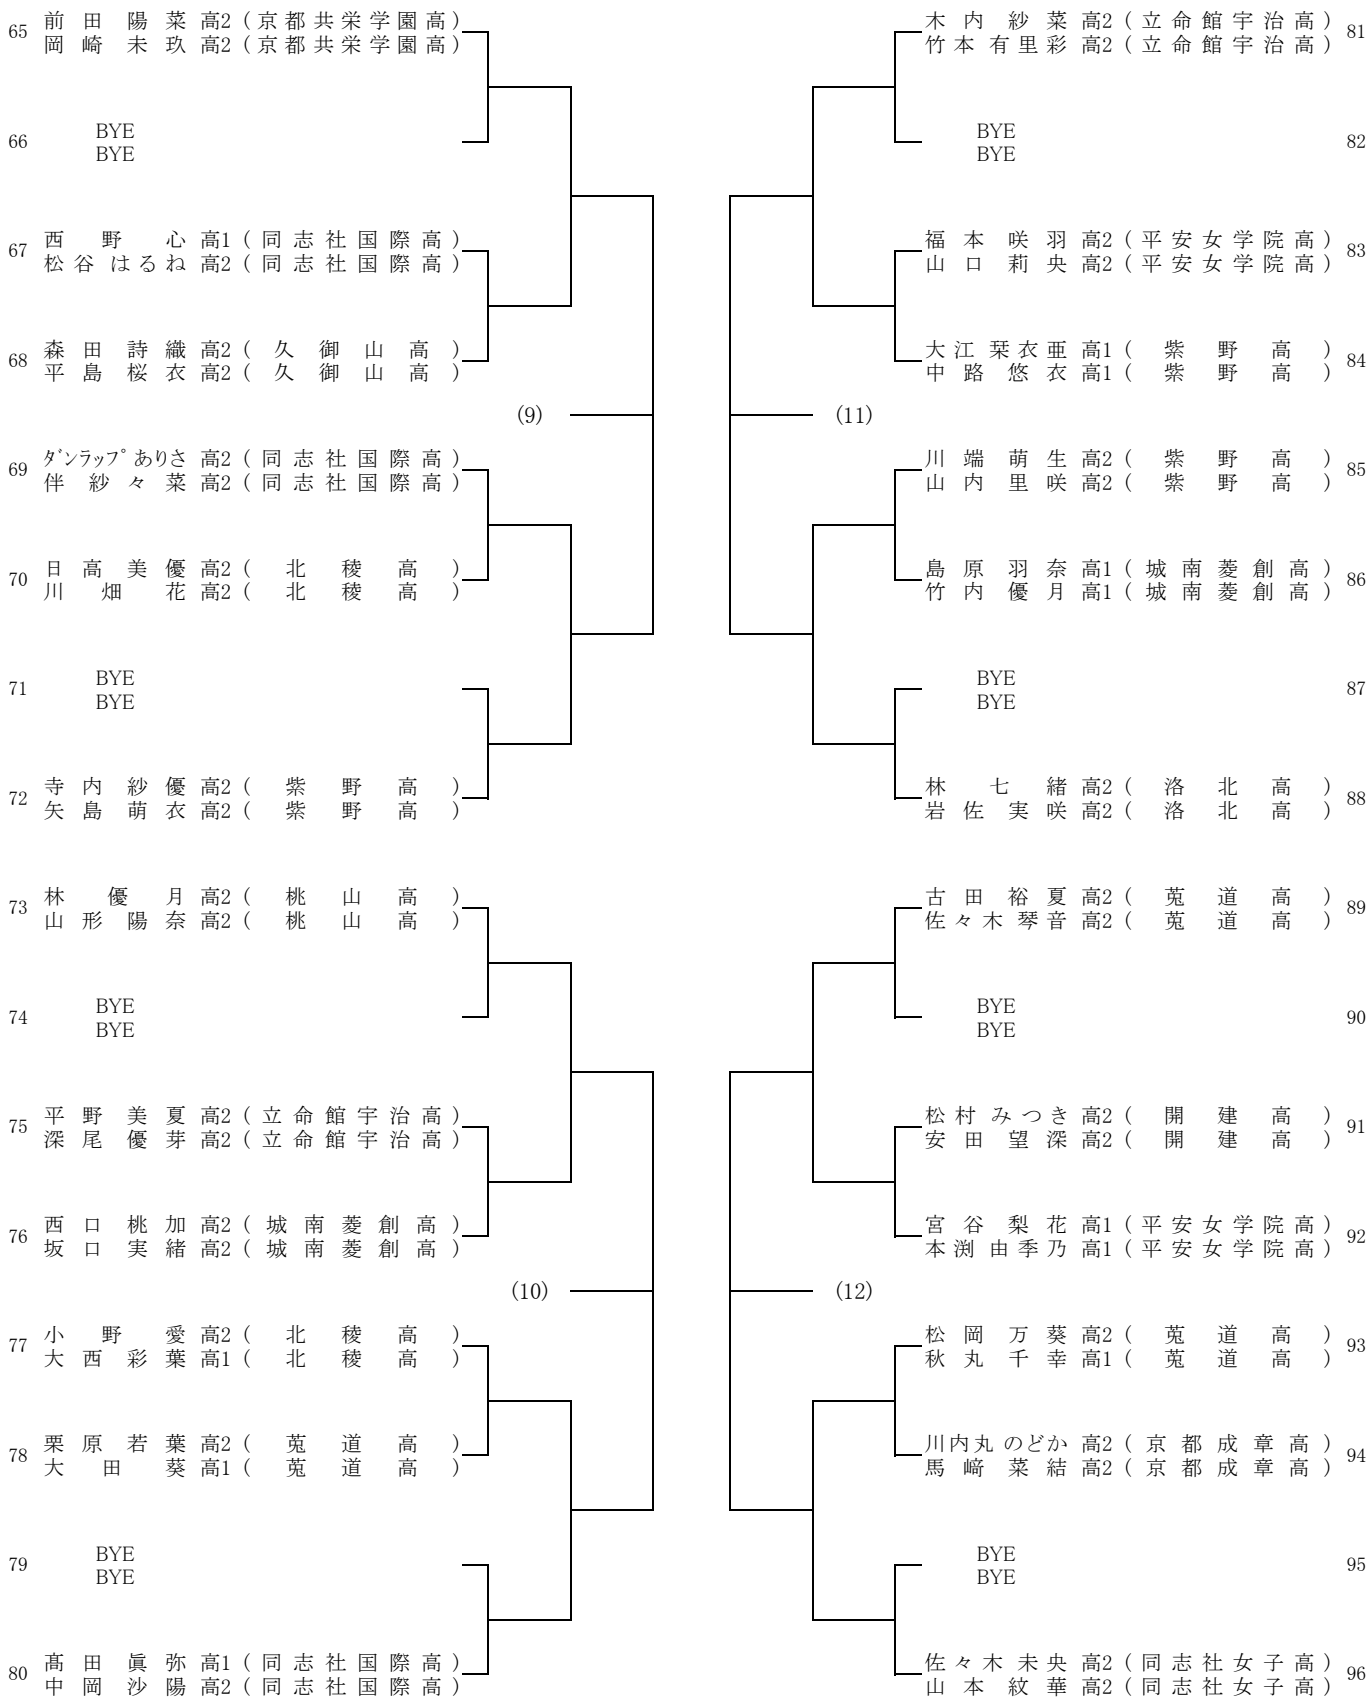 65 前田陽菜 高2 (京都共栄学園高)
岡崎未玖 高2 (京都共栄学園高)
66 BYE
BYE
67 西野心 高1 (同志社国際高)
松谷はるね 高2 (同志社国際高)
68 森田詩織 高2 (久御山高)
平島桜衣 高2 (久御山高)
(9)
69 ダンラップありさ 高2 (同志社国際高)
伴紗々菜 高2 (同志社国際高)
70 日高美優 高2 (北稜高)
川畑花 高2 (北稜高)
71 BYE
BYE
72 寺内紗優 高2 (紫野高)
矢島萌衣 高2 (紫野高)
73 林優月 高2 (桃山高)
山形陽奈 高2 (桃山高)
74 BYE
BYE
75 平野美夏 高2 (立命館宇治高)
深尾優芽 高2 (立命館宇治高)
76 西口桃加 高2 (城南菱創高)
坂口実緒 高2 (城南菱創高)
(10)
77 小野愛 高2 (北稜高)
大西彩葉 高1 (北稜高)
78 栗原若葉 高2 (莵道高)
大田葵 高1 (莵道高)
79 BYE
BYE
80 髙田眞弥 高1 (同志社国際高)
中岡沙陽 高2 (同志社国際高)
木内紗菜 高2 (立命館宇治高) 81
竹本有里彩 高2 (立命館宇治高)
BYE 82
BYE
福本咲羽 高2 (平安女学院高) 83
山口莉央 高2 (平安女学院高)
大江栞衣亜 高1 (紫野高) 84
中路悠衣 高1 (紫野高)
(11)
川端萌生 高2 (紫野高) 85
山内里咲 高2 (紫野高)
島原羽奈 高1 (城南菱創高) 86
竹内優月 高1 (城南菱創高)
BYE 87
BYE
林七緒 高2 (洛北高) 88
岩佐実咲 高2 (洛北高)
古田裕夏 高2 (莵道高) 89
佐々木琴音 高2 (莵道高)
BYE 90
BYE
松村みつき 高2 (開建高) 91
安田望深 高2 (開建高)
宮谷梨花 高1 (平安女学院高) 92
本渕由季乃 高1 (平安女学院高)
(12)
松岡万葵 高2 (莵道高) 93
秋丸千幸 高1 (莵道高)
川内丸のどか 高2 (京都成章高) 94
馬﨑菜結 高2 (京都成章高)
BYE 95
BYE
佐々木未央 高2 (同志社女子高) 96
山本紋華 高2 (同志社女子高)